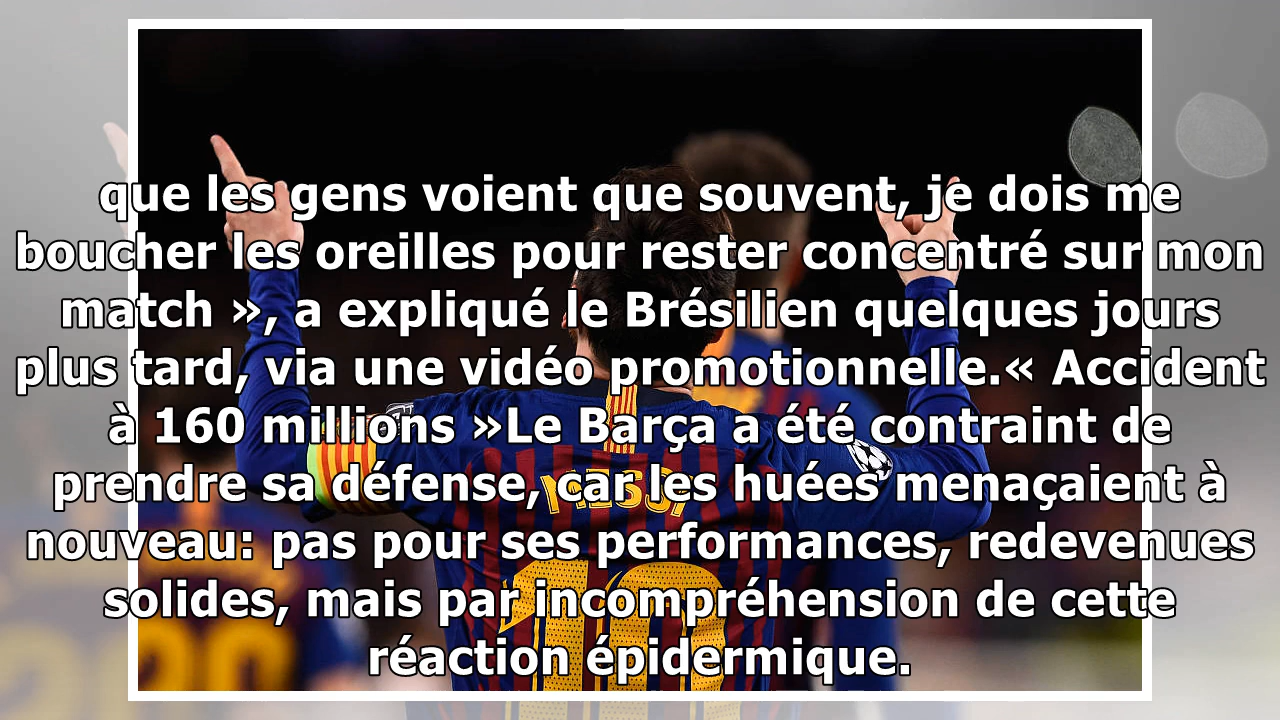 que les gens voient que souvent, je dois me
boucher les oreilles pour rester concentré sur mon
match », a expliqué le Brésilien quelques jours
plus tard, via une vidéo promotionnelle.« Accident
à 160 millions »Le Barça a été contraint de
prendre sa défense, car les huées menaçaient à
nouveau: pas pour ses performances, redevenues
solides, mais par incompréhension de cette
réaction épidermique.
MESSI
10